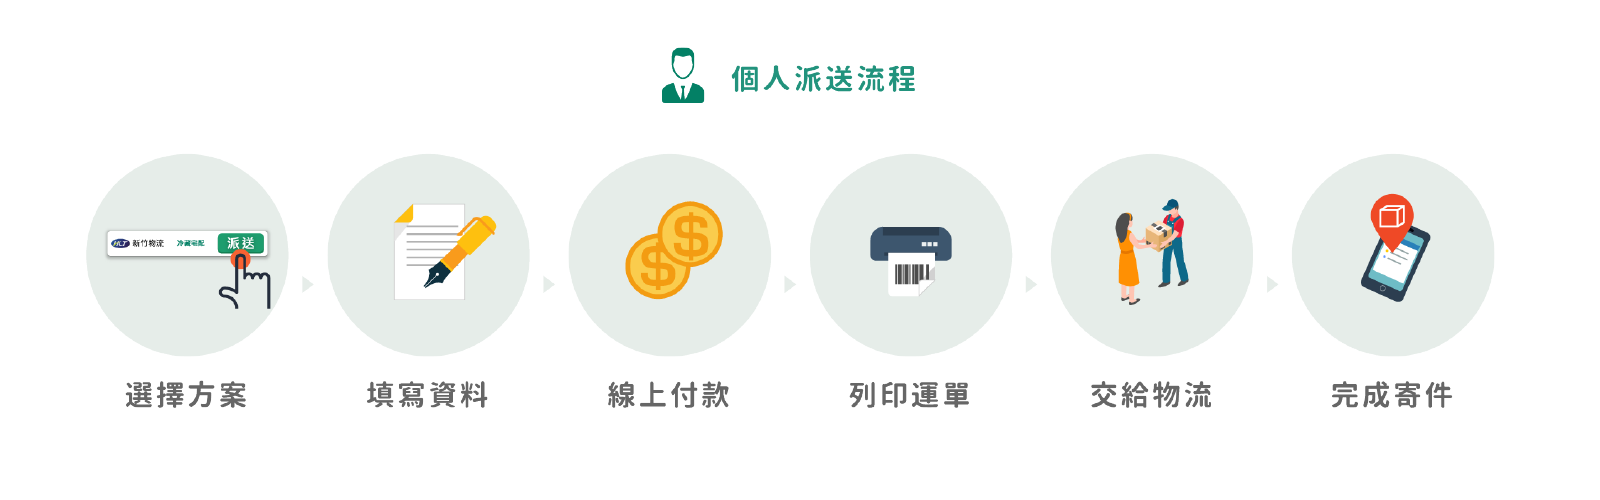 個人派送流程
HCT 新竹物流 冷藏宅配 派送
選擇方案
填寫資料
線上付款
列印運單
交給物流
完成寄件